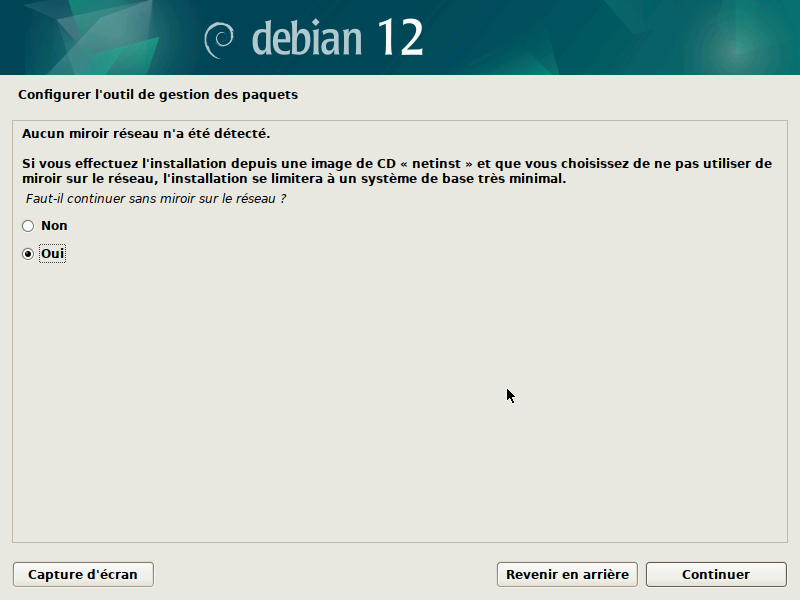 debian 12
Configurer l'outil de gestion des paquets
Aucun miroir réseau n'a été détecté.
Si vous effectuez l'installation depuis une image de CD « netinst » et que vous choisissez de ne pas utiliser de
miroir sur le réseau, l'installation se limitera à un système de base très minimal.
Faut-il continuer sans miroir sur le réseau ?
Non
Oui
Capture d'écran
Revenir en arrière
Continuer